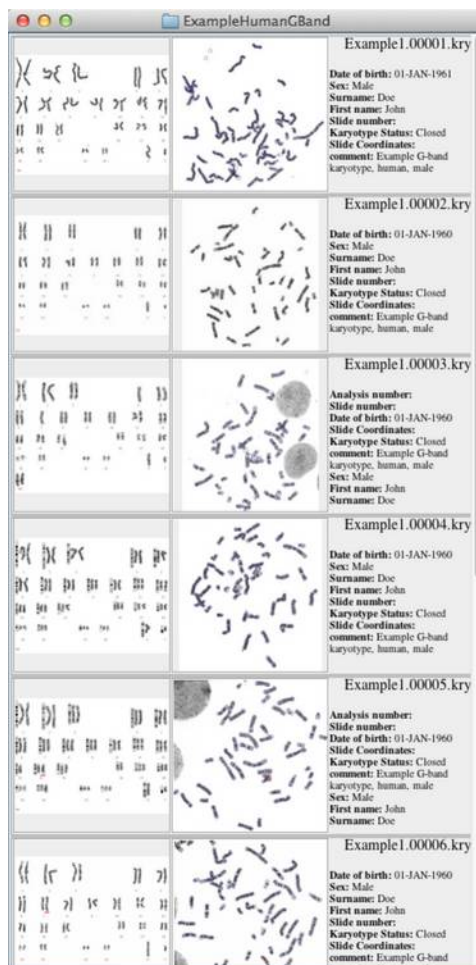 ExampleHumanGBand
Example1.00001.kry
Date of birth: 01-JAN-1961
Sex: Male
Surname: Doe
First name: John
Slide number:
Karyotype Status: Closed
Slide Coordinates:
comment: Example G-band
karyotype, human, male
Example1.00002.kry
Date of birth: 01-JAN-1960
Sex: Male
Surname: Doe
First name: John
Slide number:
Karyotype Status: Closed
Slide Coordinates:
comment: Example G-band
karyotype, human, male
Example1.00003.kry
Analysis number:
Slide number:
Date of birth: 01-JAN-1960
Slide Coordinates:
Karyotype Status: Closed
comment: Example G-band
karyotype, human, male
Sex: Male
First name: John
Surname: Doe
Example1.00004.kry
Date of birth: 01-JAN-1960
Sex: Male
Surname: Doe
First name: John
Slide number:
Karyotype Status: Closed
Slide Coordinates:
comment: Example G-band
karyotype, human, male
Example1.00005.kry
Analysis number:
Slide number:
Date of birth: 01-JAN-1960
Slide Coordinates:
Karyotype Status: Closed
comment: Example G-band
karyotype, human, male
Sex: Male
First name: John
Surname: Doe
Example1.00006.kry
Date of birth: 01-JAN-1960
Sex: Male
Surname: Doe
First name: John
Slide number:
Karyotype Status: Closed
Slide Coordinates:
comment: Example G-band